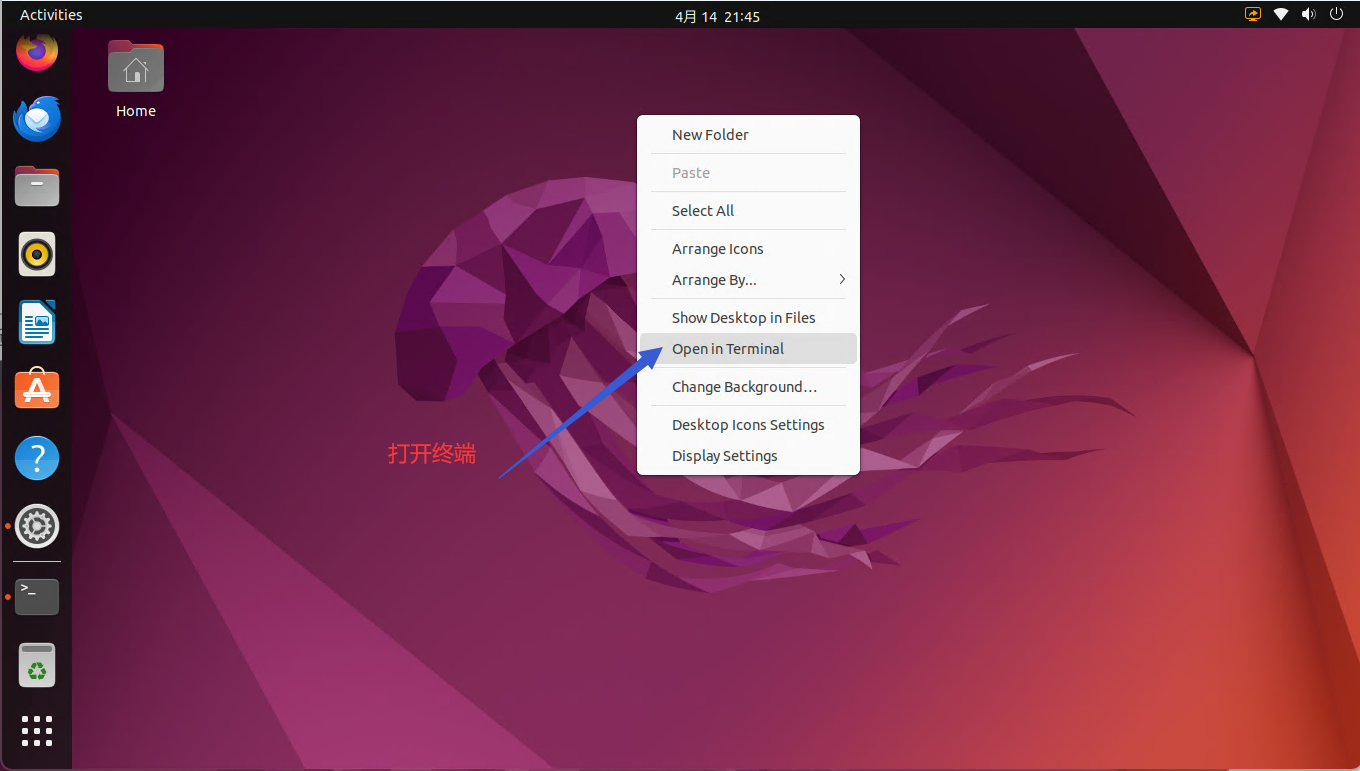 Activities
4月 14 21:45
Home
New Folder
Paste
Select All
Arrange Icons
Arrange By...
Show Desktop in Files
Open in Terminal
Change Background…
Desktop Icons Settings
Display Settings
打开终端
?
>_